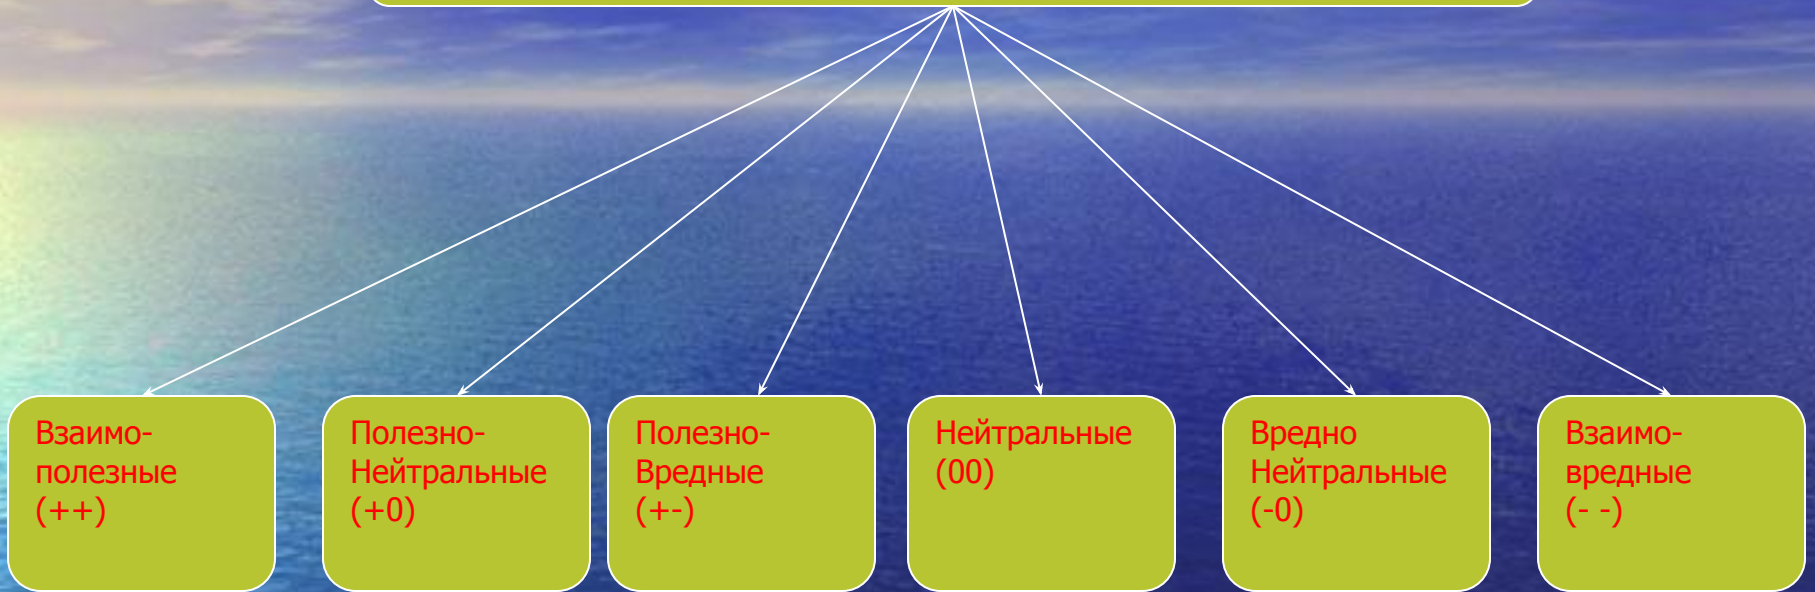 Взаимо-
полезные
(++)
Полезно-
Нейтральные
(+0)
Полезно-
Вредные
(+-)
Нейтральные
(00)
Вредно
Нейтральные
(-0)
Взаимо-
вредные
(- -)